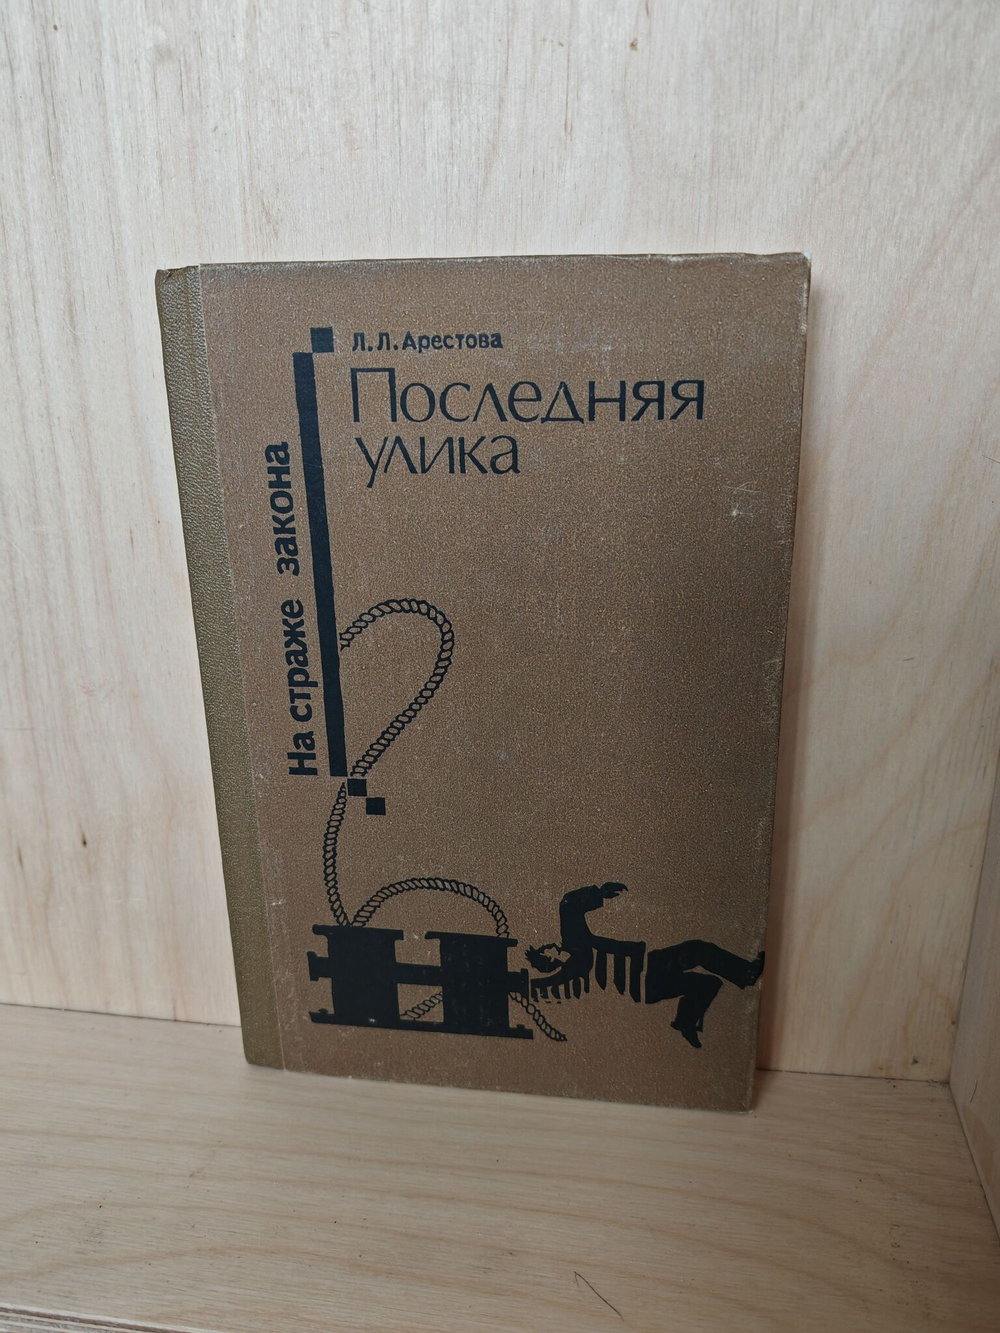 Л. Л. Арестова
Последняя
улика
На страже закона